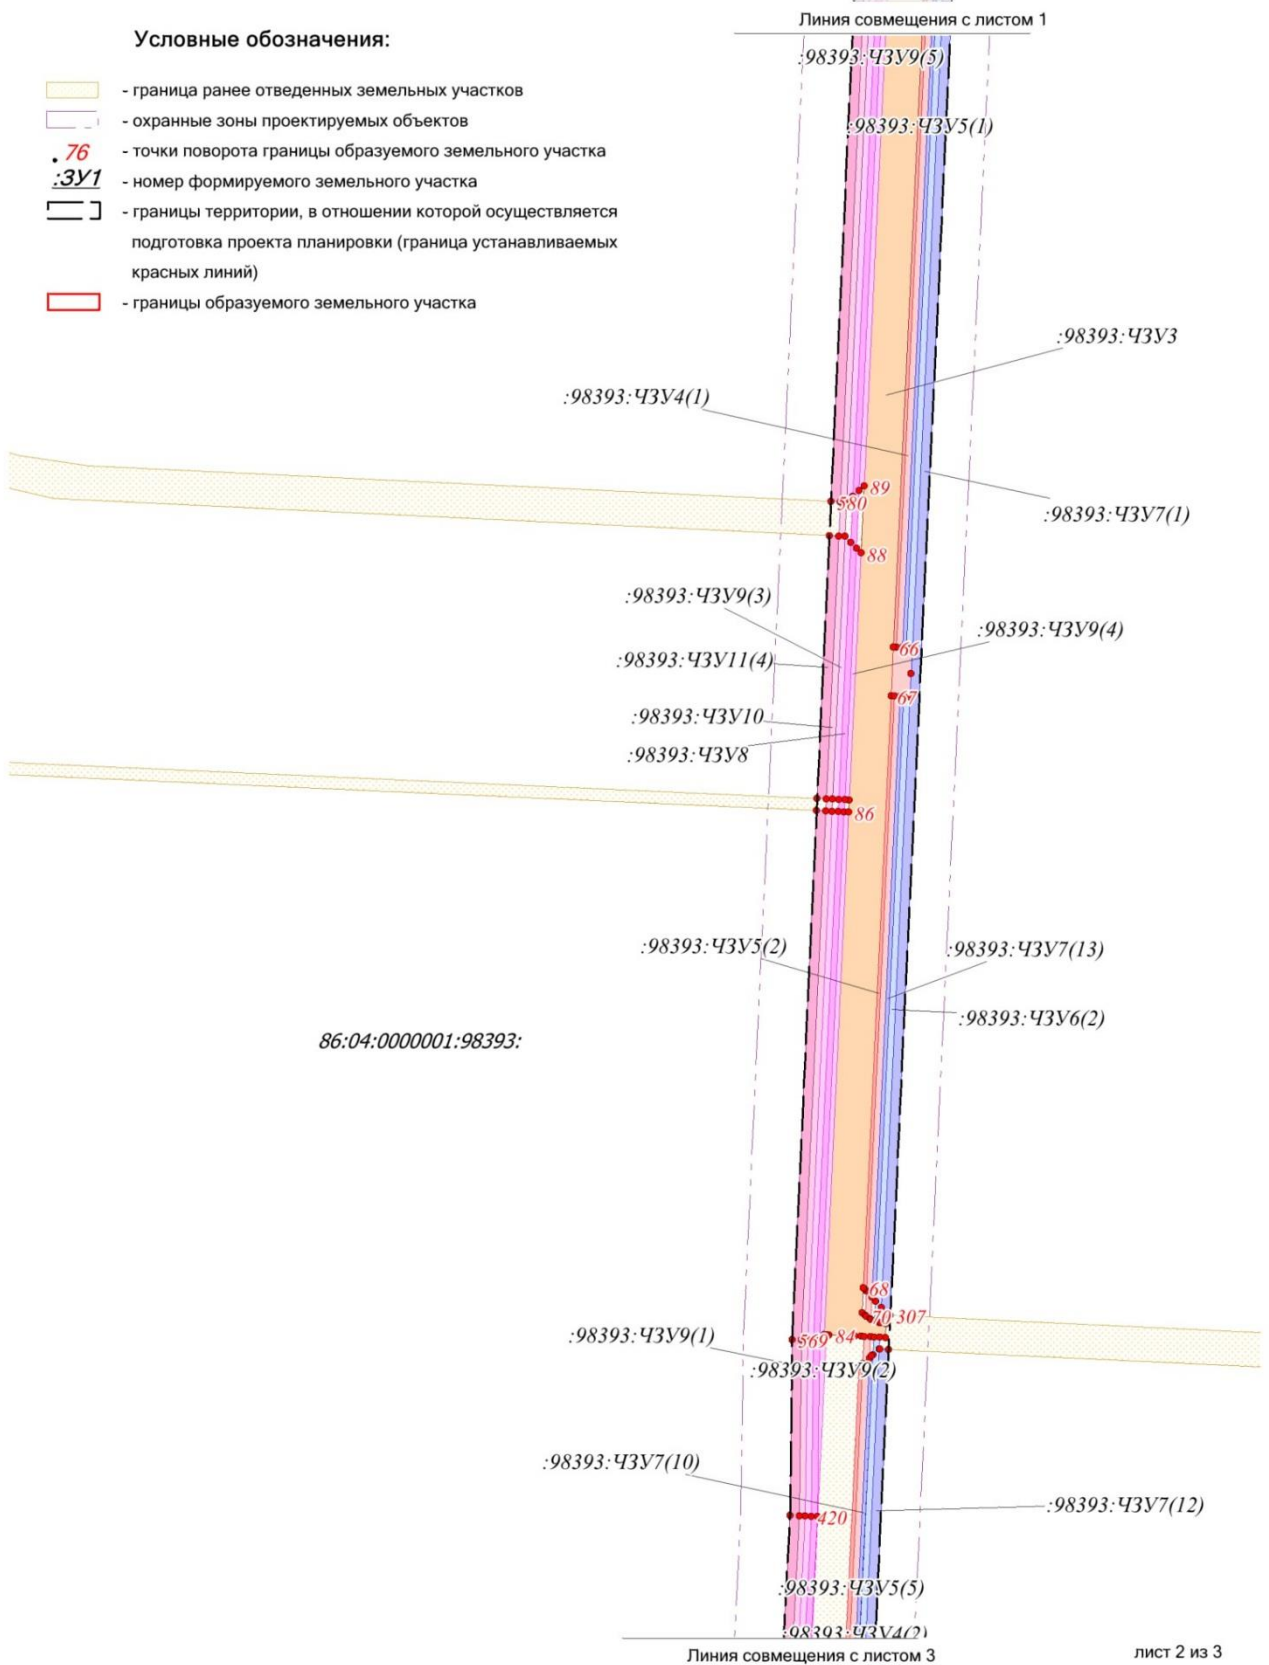 Линия совмещения с листом 1
Условные обозначения:
- граница ранее отведенных земельных участков
- охранные зоны проектируемых объектов
. 76 - точки поворота границы образуемого земельного участка
:ЗУ1 - номер формируемого земельного участка
- границы территории, в отношении которой осуществляется
подготовка проекта планировки (граница устанавливаемых
красных линий)
- границы образуемого земельного участка
:98393:ЧЗУ9(5)
:98393:ЧЗУ5(1)
:98393:ЧЗУ3
:98393:ЧЗУ4(1)
89
580
:98393:ЧЗУ7(1)
88
:98393:ЧЗУ9(3)
:98393:ЧЗУ9(4)
66
:98393:ЧЗУ11(4)
67
:98393:ЧЗУ10
:98393:ЧЗУ8
86
:98393:ЧЗУ5(2)
:98393:ЧЗУ7(13)
:98393:ЧЗУ6(2)
86:04:0000001:98393:
68
70 307
:98393:ЧЗУ9(1)
569 84
:98393:ЧЗУ9(2)
:98393:ЧЗУ7(10)
:98393:ЧЗУ7(12)
420
:98393:ЧЗУ5(5)
:98393:ЧЗУ4(2)
Линия совмещения с листом 3
лист 2 из 3